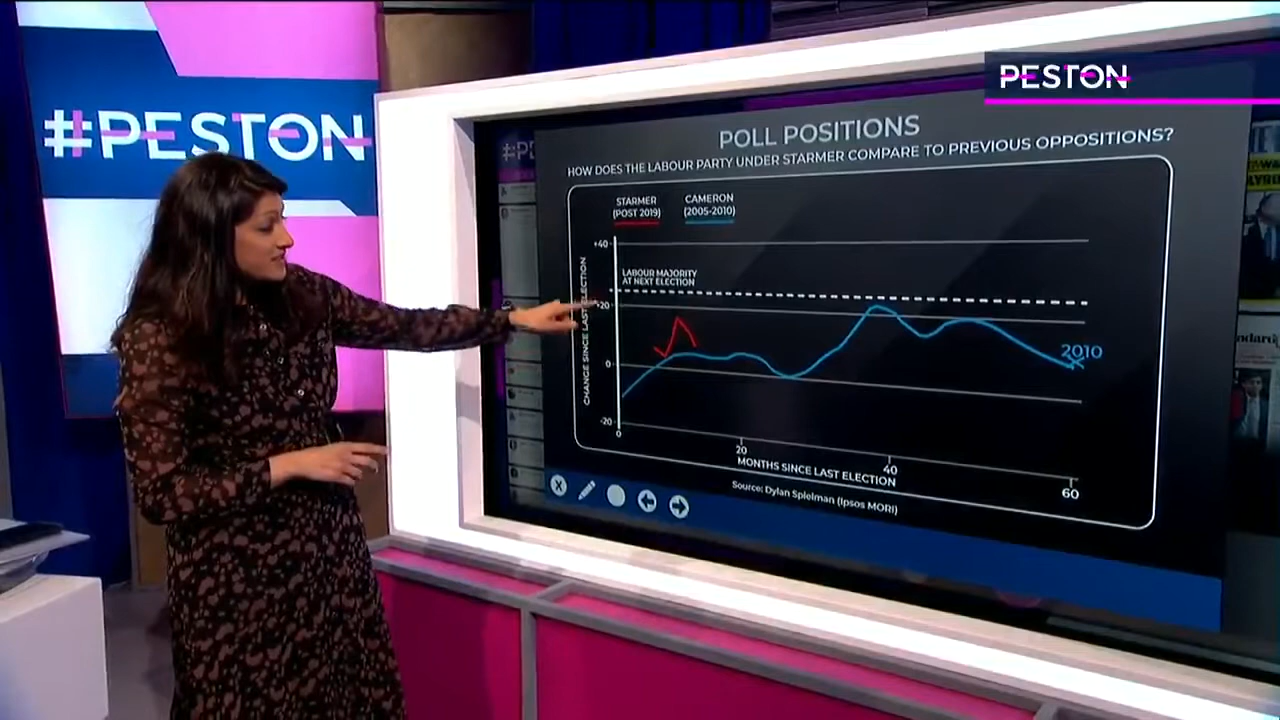 #PESTON
PESTON
#PE
POLL POSITIONS
HOW DOES THE LABOUR PARTY UNDER STARMER COMPARE TO PREVIOUS OPPOSITIONS?
STARMER
(POST 2019)
CAMERON
(2005-2010)
+40
LABOUR MAJORITY
AT NEXT ELECTION
+20
CHANGE SINCE LAST ELECTION
0
-20
2010
0
20
40
60
MONTHS SINCE LAST ELECTION
Source: Dylan Spielman (Ipsos MORI)
X